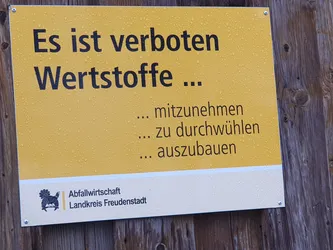 Es ist verboten
Wertstoffe ...
... mitzunehmen
... zu durchwühlen
... auszubauen
Abfallwirtschaft
Landkreis Freudenstadt